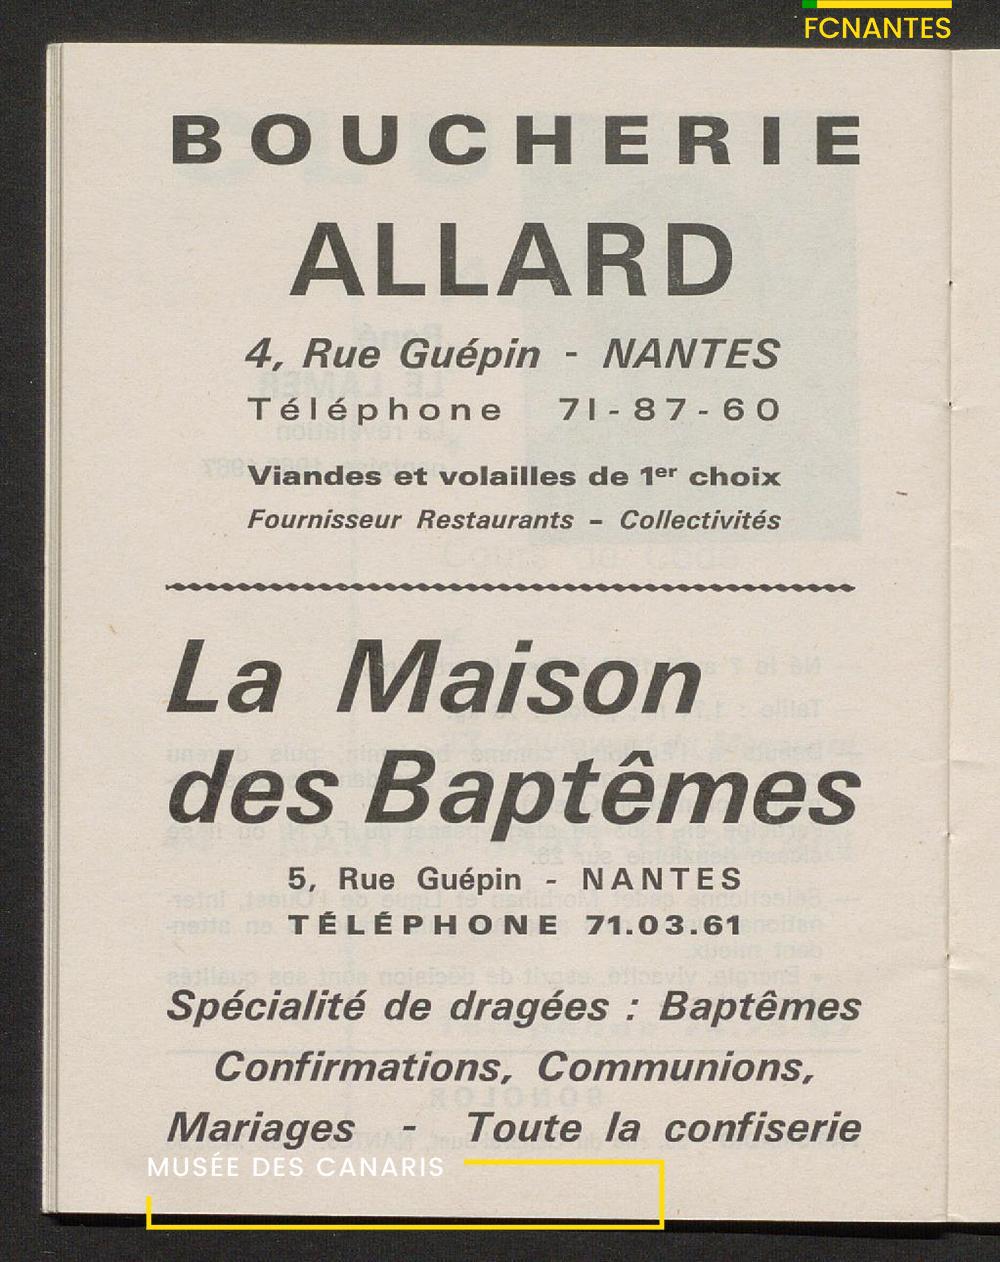 FCNANTES
BOUCHERIE
ALLARD
4, Rue Guépin - NANTES
Téléphone 71-87-60
Viandes et volailles de 1er choix
Fournisseur Restaurants - Collectivités
La Maison
des Baptêmes
5, Rue Guépin - NANTES
TÉLÉPHONE 71.03.61
Spécialité de dragées : Baptêmes
Confirmations, Communions,
Mariages - Toute la confiserie
MUSÉE DES CANARIS